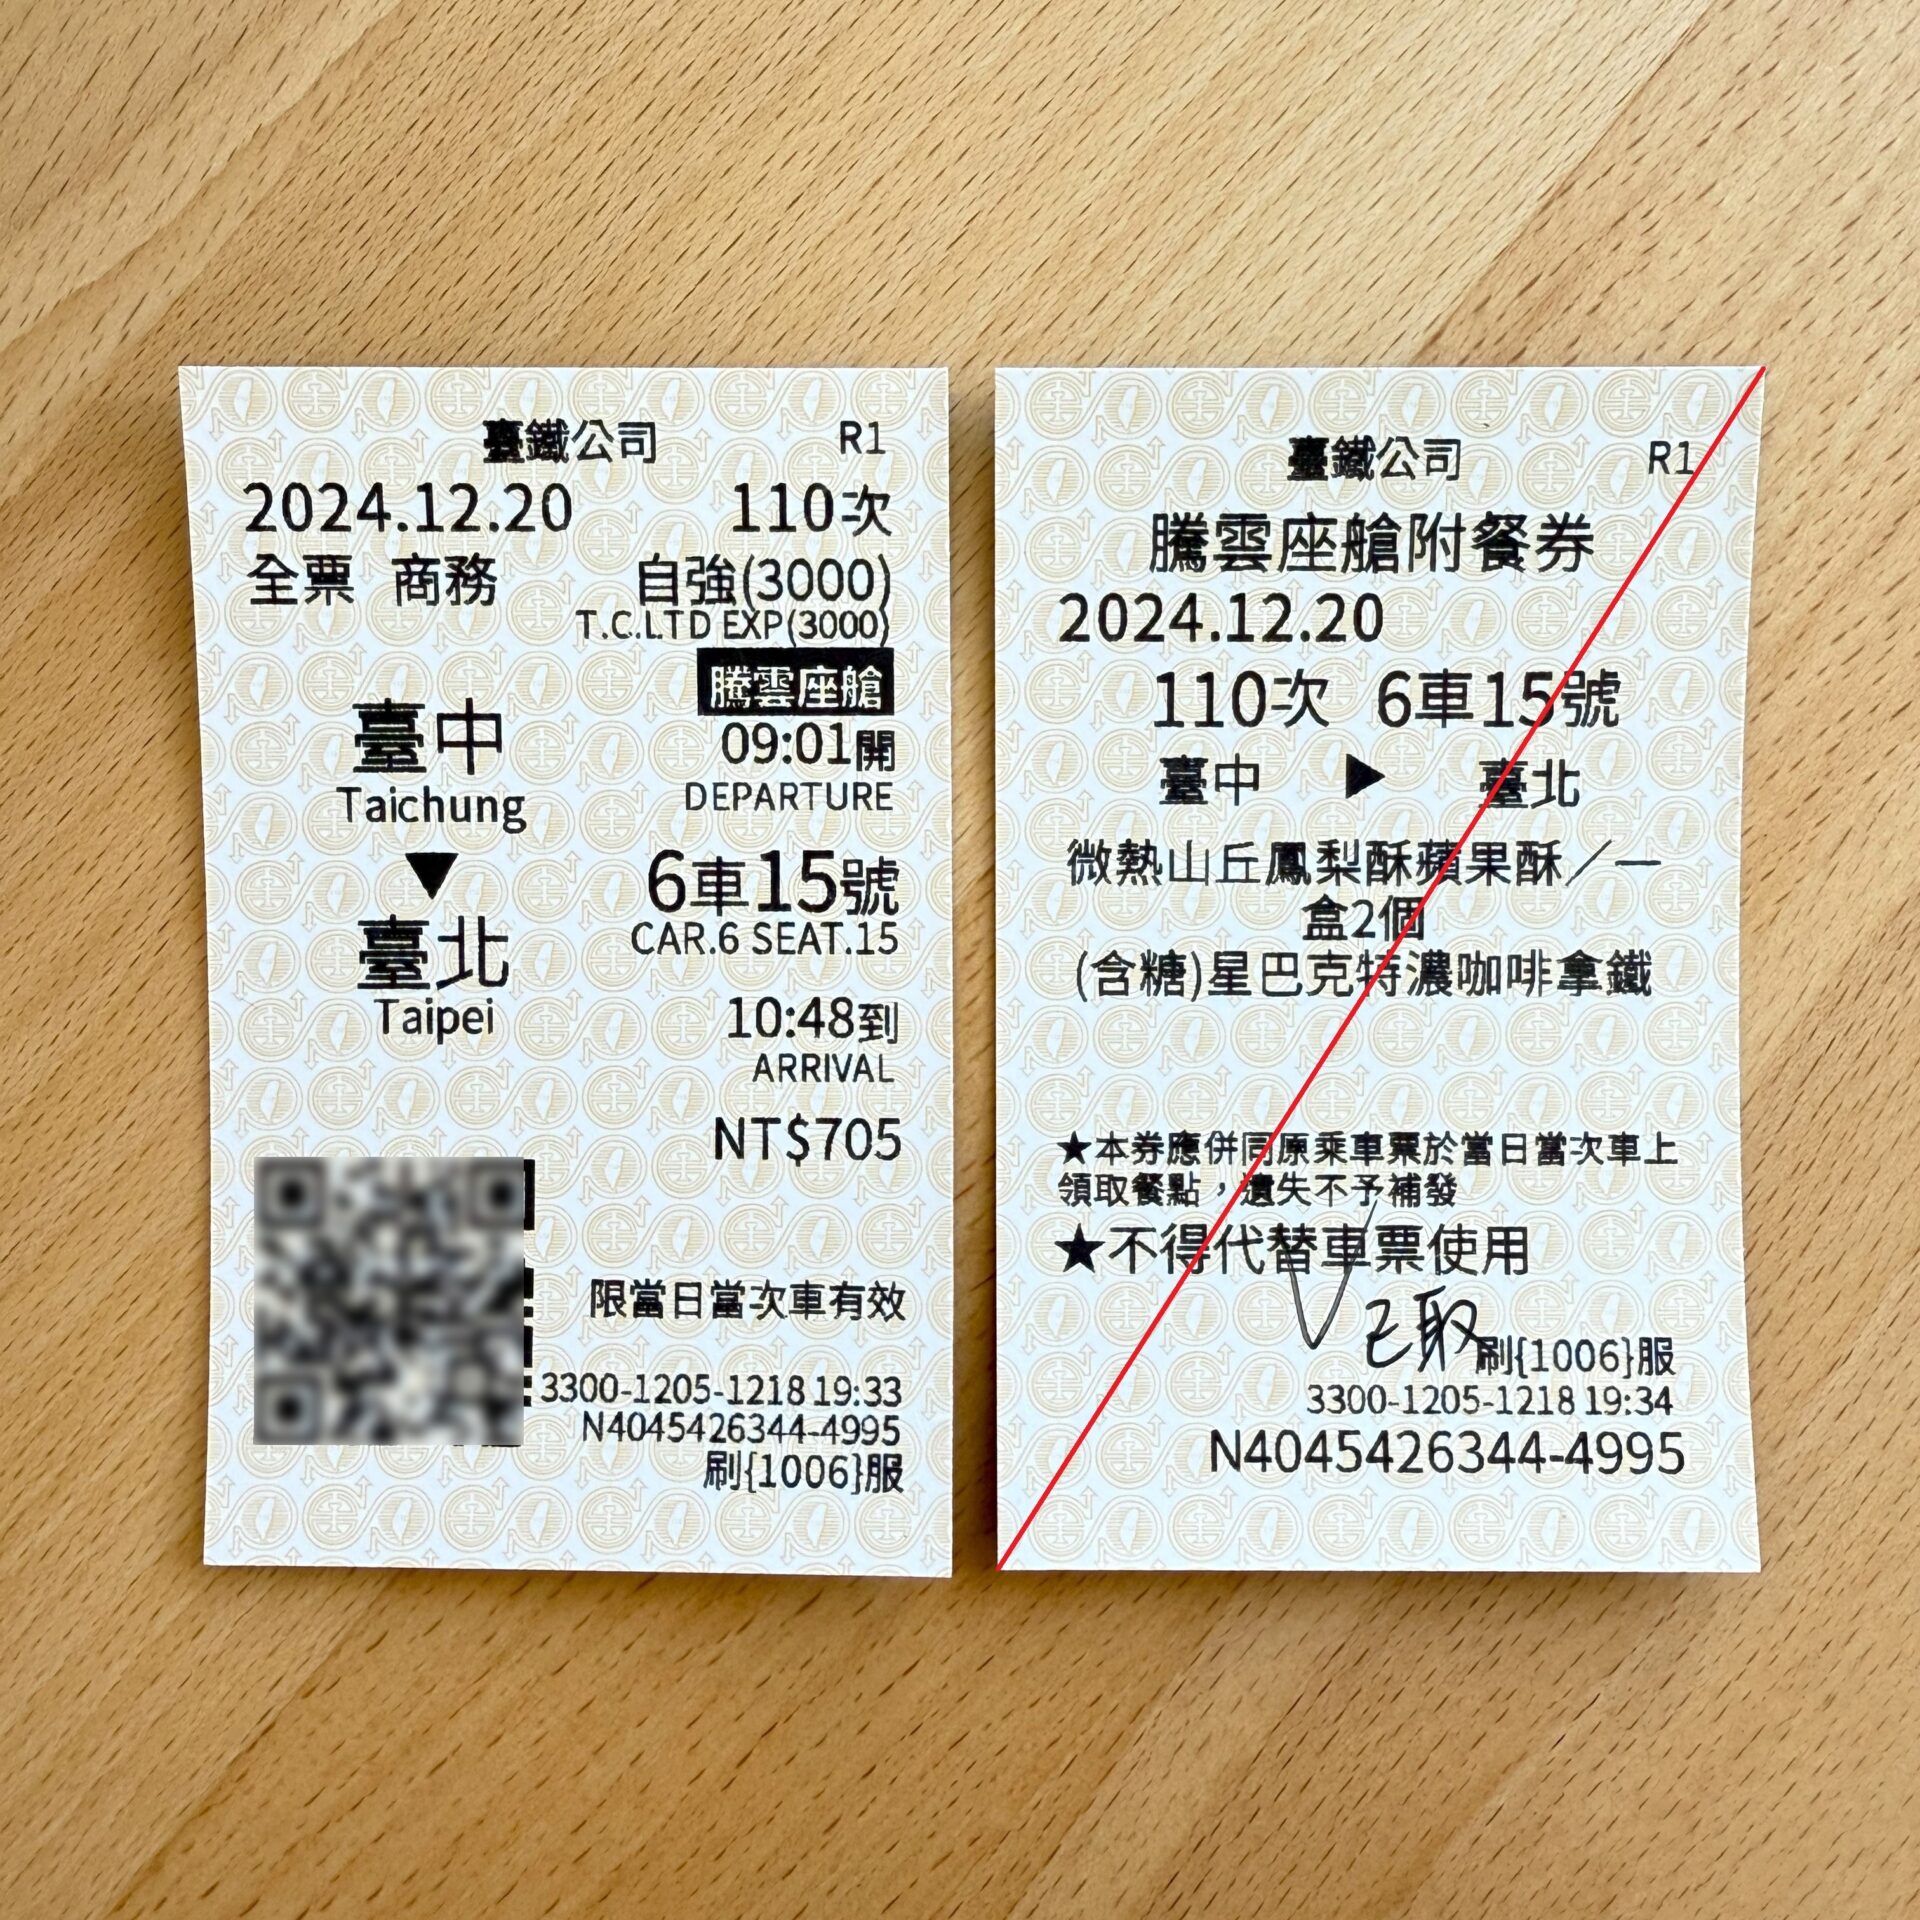 臺鐵公司 R1
2024.12.20 110次
全票 商務 自強(3000)
T.C.LTD EXP(3000)
騰雲座艙
臺中 09:01開
Taichung DEPARTURE
▼ 6車15號
CAR.6 SEAT.15
臺北
Taipei 10:48到
ARRIVAL
NT$705
限當日當次車有效
3300-1205-1218 19:33
N4045426344-4995
刷{1006}服
臺鐵公司 R1
騰雲座艙附餐券
2024.12.20
110次 6車15號
臺中 ▶ 臺北
微熱山丘鳳梨酥蘋果酥/一
盒2個
(含糖)星巴克特濃咖啡拿鐵
★本券應併同原乘車票於當日當次車上
領取餐點,遺失不予補發
★不得代替車票使用
已取
刷{1006}服
3300-1205-1218 19:34
N4045426344-4995